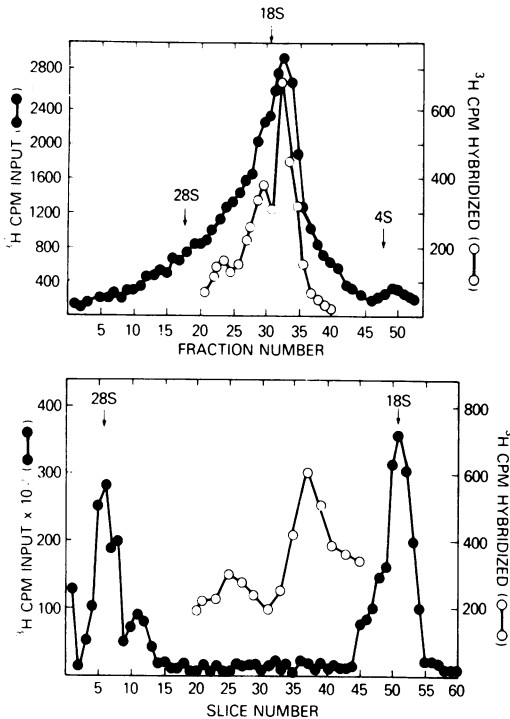 18S
2800
2400
2000
1600
1200
800
400
H CPM INPUT
28S
4S
600
400
200
³H CPM HYBRIDIZED
5 10 15 20 25 30 35 40 45 50
FRACTION NUMBER
400
300
200
100
³H CPM INPUT × 10
28S
18S
800
600
400
200
H CPM HYBRIDIZED
5 10 15 20 25 30 35 40 45 50 55 60
SLICE NUMBER